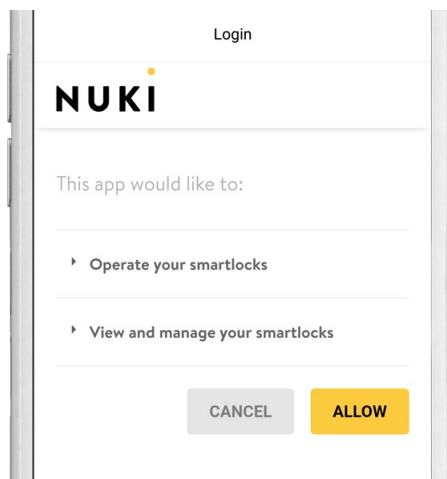 Login
NUKI
This app would like to:
Operate your smartlocks
View and manage your smartlocks
CANCEL
ALLOW